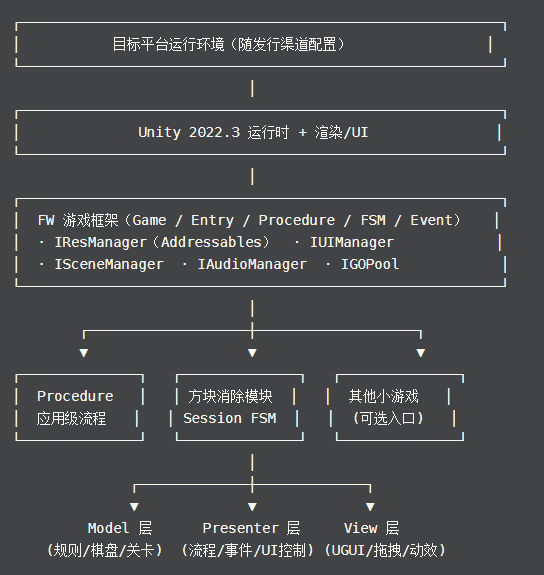 目标平台运行环境（随发行渠道配置）
Unity 2022.3 运行时 + 渲染/UI
FW 游戏框架（Game / Entry / Procedure / FSM / Event）
· IResManager（Addressables） · IUIManager
· ISceneManager · IAudioManager · IGOPool
Procedure 方块消除模块 其他小游戏
应用级流程 Session FSM (可选入口)
Model 层 Presenter 层 View 层
(规则/棋盘/关卡) (流程/事件/UI控制) (UGUI/拖拽/动效)